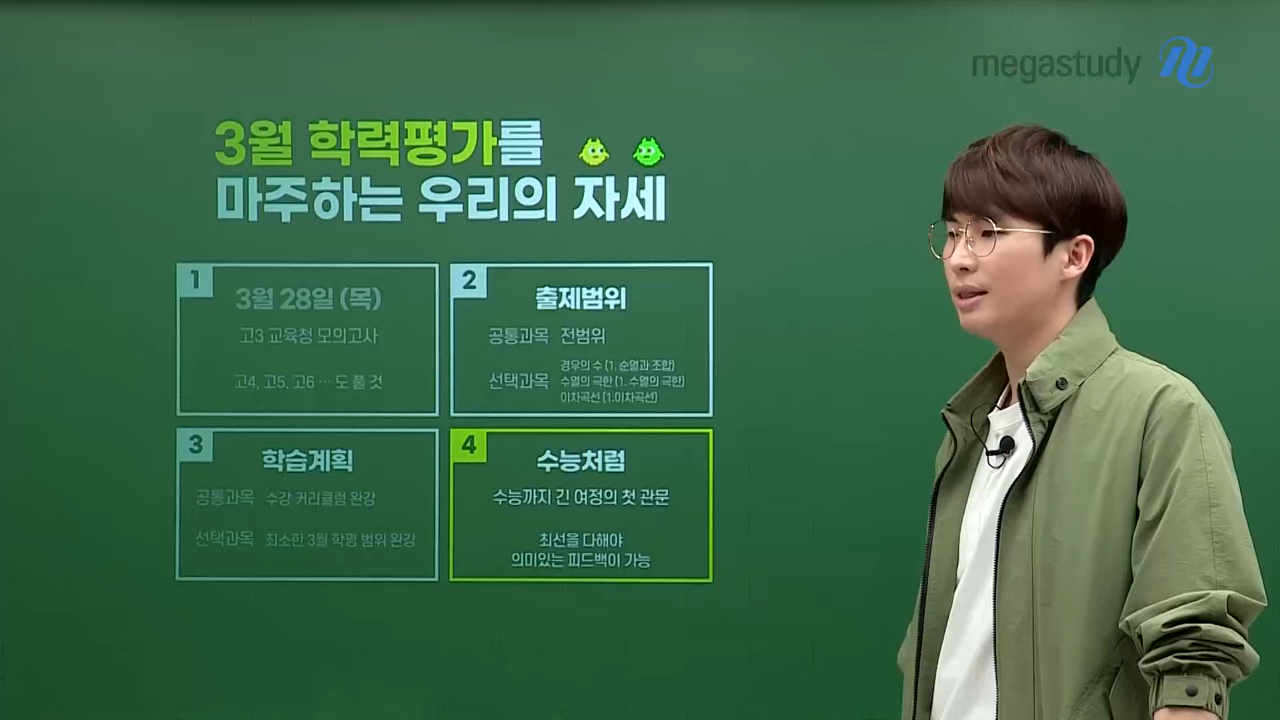 megastudy
3월 학력평가를
마주하는 우리의 자세
1
3월 28일 (목)
고3 교육청 모의고사
고4, 고5, 고6 … 도 풀 것
2
출제범위
공통과목 전범위
선택과목
경우의 수 (1. 순열과 조합)
수열의 극한 (1. 수열의 극한)
이차곡선 (1.이차곡선)
3
학습계획
공통과목 수강 커리큘럼 완강
선택과목 최소한 3월 학평 범위 완강
4
수능처럼
수능까지 긴 여정의 첫 관문
최선을 다해야
의미있는 피드백이 가능